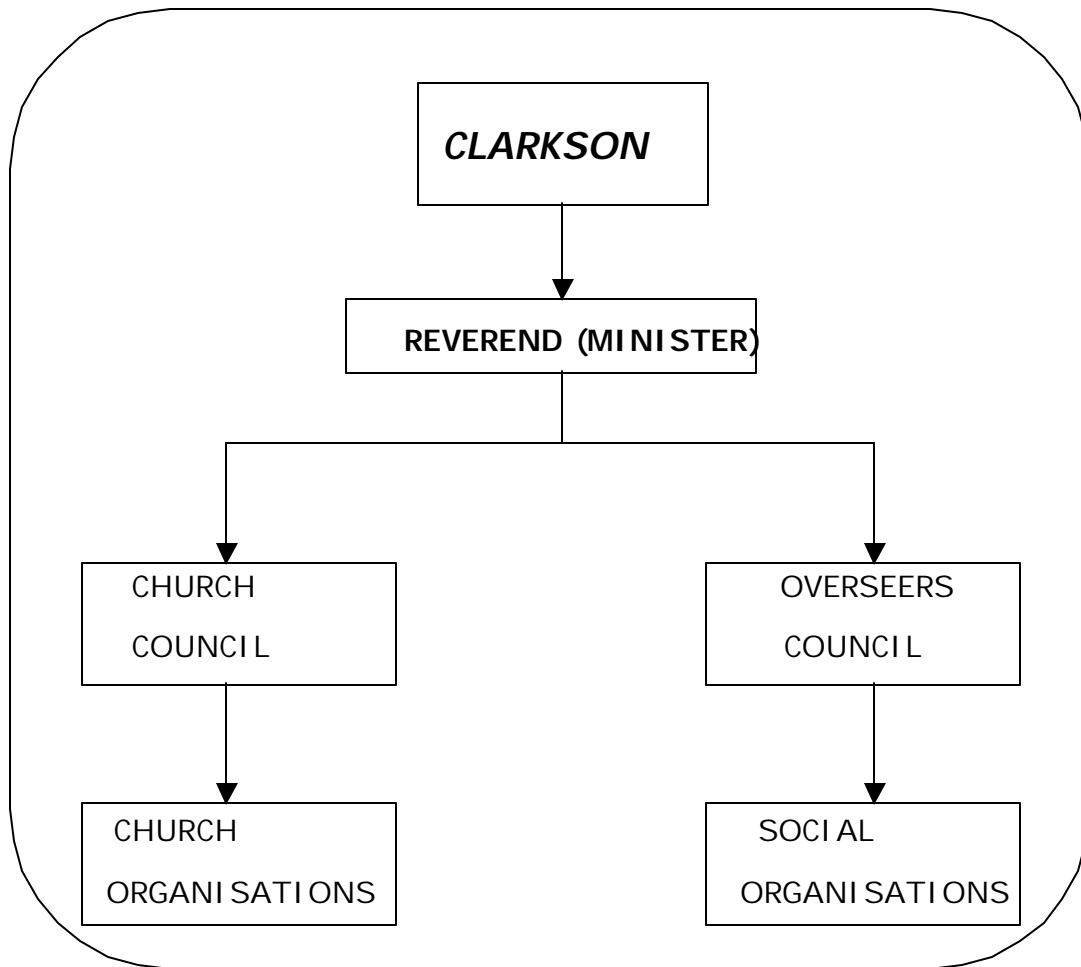 CLARKSON
REVEREND (MINISTER)
CHURCH
COUNCIL
OVERSEERS
COUNCIL
CHURCH
ORGANISATIONS
SOCIAL
ORGANISATIONS